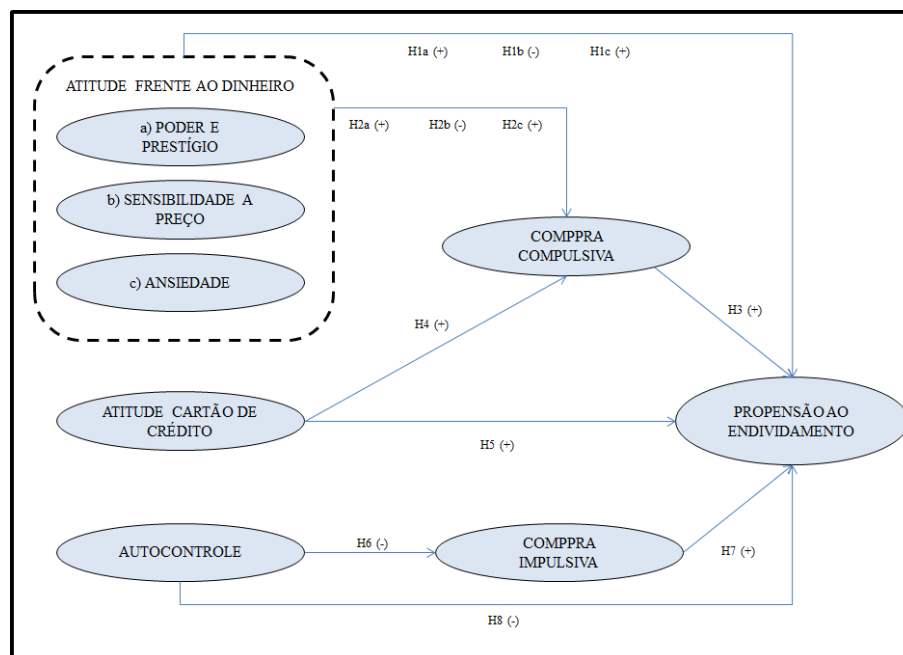 H1a (+) H1b (-) H1c (+)
ATITUDE FRENTE AO DINHEIRO
a) PODER E
PRESTÍGIO
H2a (+) H2b (-) H2c (+)
b) SENSIBILIDADE A
PREÇO
COMPPRA
COMPULSIVA
c) ANSIEDADE
H4 (+)
H3 (+)
ATITUDE CARTÃO DE
CRÉDITO
PROPENSÃO AO
ENDIVIDAMENTO
H5 (+)
AUTOCONTROLE
H6 (-)
COMPPRA
IMPULSIVA
H7 (+)
H8 (-)